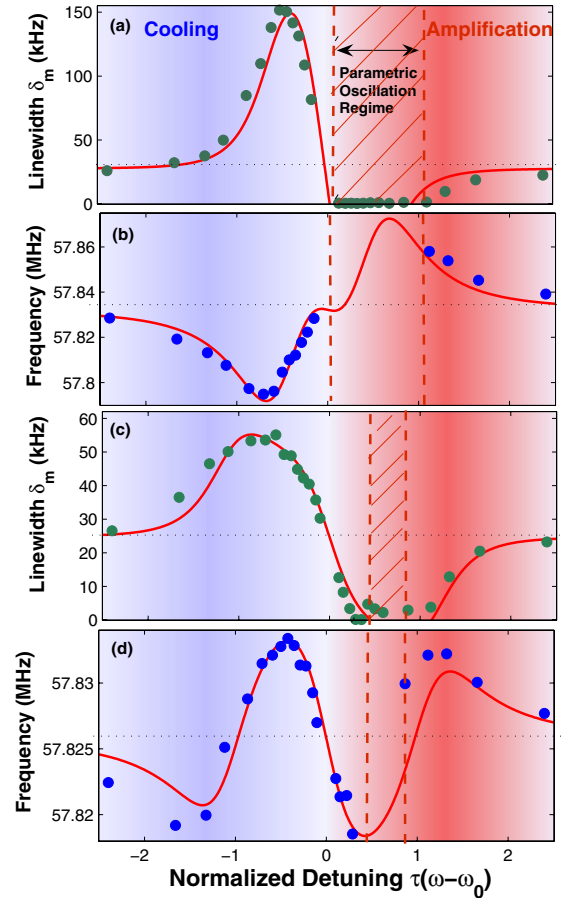 (a)
Cooling
Amplification
Parametric
Oscillation
Regime
Linewidth δm (kHz)
150
100
50
0
(b)
Frequency (MHz)
57.86
57.84
57.82
57.8
(c)
Linewidth δm (kHz)
60
50
40
30
20
10
0
(d)
Frequency (MHz)
57.83
57.825
57.82
−2
−1
0
1
2
Normalized Detuning τ(ω−ω0)